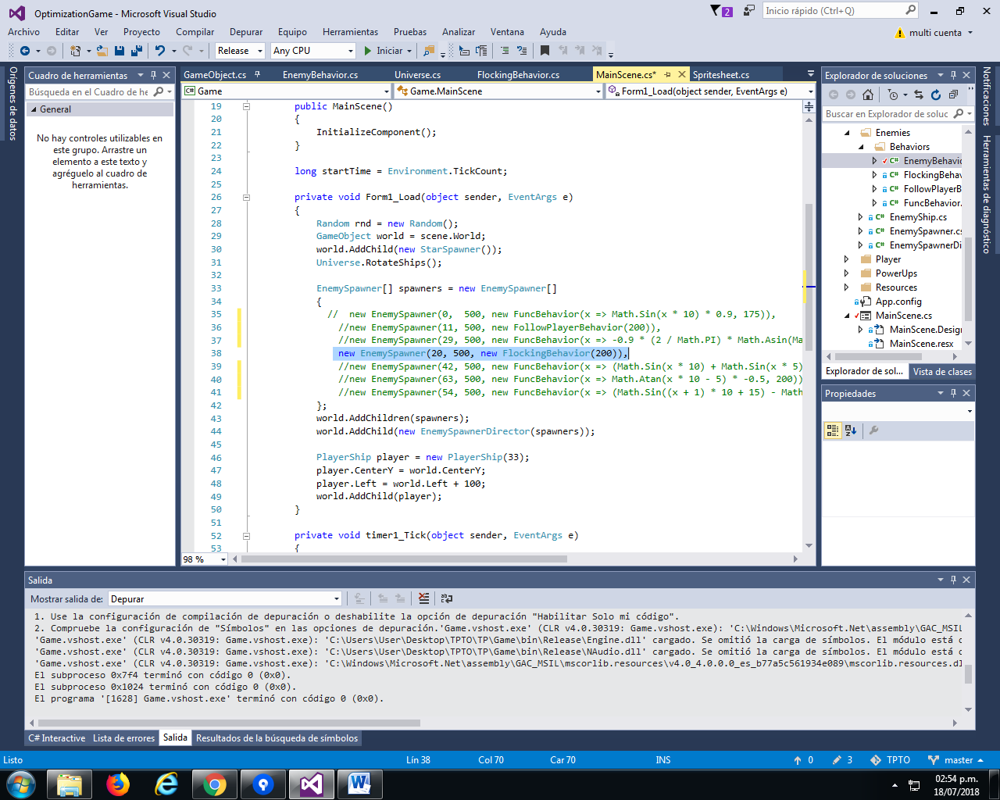 OptimizationGame - Microsoft Visual Studio
2
Inicio rápido (Ctrl+Q)
Archivo Editar Ver Proyecto Compilar Depurar Equipo Herramientas Pruebas Analizar Ventana Ayuda
multi cuenta
Release Any CPU Iniciar
Orígenes de datos
Cuadro de herramientas
Búsqueda en el Cuadro de he
General
No hay controles utilizables en
este grupo. Arrastre un
elemento a este texto y
agréguelo al cuadro de
herramientas.
GameObject.cs EnemyBehavior.cs Universe.cs FlockingBehavior.cs MainScene.cs* Spritesheet.cs
Game Game.MainScene Form1_Load(object sender, EventArgs e)
19 public MainScene()
20 {
21 InitializeComponent();
22 }
23
24 long startTime = Environment.TickCount;
25
26 private void Form1_Load(object sender, EventArgs e)
27 {
28 Random rnd = new Random();
29 GameObject world = scene.World;
30 world.AddChild(new StarSpawner());
31 Universe.RotateShips();
32
33 EnemySpawner[] spawners = new EnemySpawner[]
34 {
35 //  new EnemySpawner(0,  500, new FuncBehavior(x => Math.Sin(x * 10) * 0.9, 175)),
36 //new EnemySpawner(11, 500, new FollowPlayerBehavior(200)),
37 //new EnemySpawner(29, 500, new FuncBehavior(x => -0.9 * (2 / Math.PI) * Math.Asin(Ma
38 new EnemySpawner(20, 500, new FlockingBehavior(200)),
39 //new EnemySpawner(42, 500, new FuncBehavior(x => (Math.Sin(x * 10) + Math.Sin(x * 5)
40 //new EnemySpawner(63, 500, new FuncBehavior(x => Math.Atan(x * 10 - 5) * -0.5, 200))
41 //new EnemySpawner(54, 500, new FuncBehavior(x => (Math.Sin((x + 1) * 10 + 15) - Math
42 };
43 world.AddChildren(spawners);
44 world.AddChild(new EnemySpawnerDirector(spawners));
45
46 PlayerShip player = new PlayerShip(33);
47 player.CenterY = world.CenterY;
48 player.Left = world.Left + 100;
49 world.AddChild(player);
50 }
51
52 private void timer1_Tick(object sender, EventArgs e)
53 {
98 %
Explorador de soluciones
Buscar en Explorador de soluc
Enemies
Behaviors
C# EnemyBehavio
C# FlockingBehav
C# FollowPlayerB
C# FuncBehavior.
C# EnemyShip.cs
C# EnemySpawner.cs
C# EnemySpawnerDi
Player
PowerUps
Resources
App.config
MainScene.cs
MainScene.Desig
MainScene.resx
Explorador de sol... Vista de clases
Propiedades
Notificaciones
Herramientas de diagnóstico
Salida
Mostrar salida de: Depurar
1. Use la configuración de compilación de depuración o deshabilite la opción de depuración "Habilitar Solo mi código".
2. Compruebe la configuración de "Símbolos" en las opciones de depuración.'Game.vshost.exe' (CLR v4.0.30319: Game.vshost.exe): 'C:\Windows\Microsoft.Net\assembly\GAC_MSIL
'Game.vshost.exe' (CLR v4.0.30319: Game.vshost.exe): 'C:\Users\User\Desktop\TPTO\TP\Game\bin\Release\Engine.dll' cargado. Se omitió la carga de símbolos. El módulo está o
'Game.vshost.exe' (CLR v4.0.30319: Game.vshost.exe): 'C:\Users\User\Desktop\TPTO\TP\Game\bin\Release\NAudio.dll' cargado. Se omitió la carga de símbolos. El módulo está o
'Game.vshost.exe' (CLR v4.0.30319: Game.vshost.exe): 'C:\Windows\Microsoft.Net\assembly\GAC_MSIL\mscorlib.resources\v4.0_4.0.0.0_es_b77a5c561934e089\mscorlib.resources.dl
El subproceso 0x7f4 terminó con código 0 (0x0).
El subproceso 0x1024 terminó con código 0 (0x0).
El programa '[1628] Game.vshost.exe' terminó con código 0 (0x0).
C# Interactive Lista de errores Salida Resultados de la búsqueda de símbolos
Listo Lín 38 Col 70 Car 70 INS 0 3 TPTO master
02:54 p.m.
18/07/2018